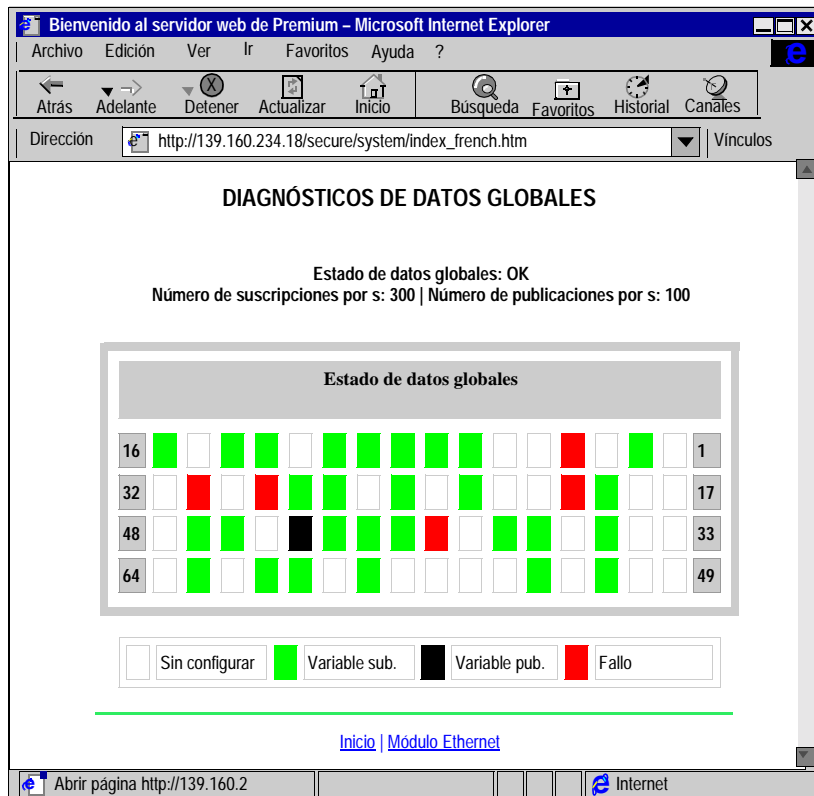 Bienvenido al servidor web de Premium – Microsoft Internet Explorer
Archivo Edición Ver Ir Favoritos Ayuda ?
Atrás Adelante Detener Actualizar Inicio Búsqueda Favoritos Historial Canales
Dirección http://139.160.234.18/secure/system/index_french.htm Vínculos
DIAGNÓSTICOS DE DATOS GLOBALES
Estado de datos globales: OK
Número de suscripciones por s: 300 | Número de publicaciones por s: 100
Estado de datos globales
16 1
32 17
48 33
64 49
Sin configurar Variable sub. Variable pub. Fallo
Inicio | Módulo Ethernet
Abrir página http://139.160.2 Internet